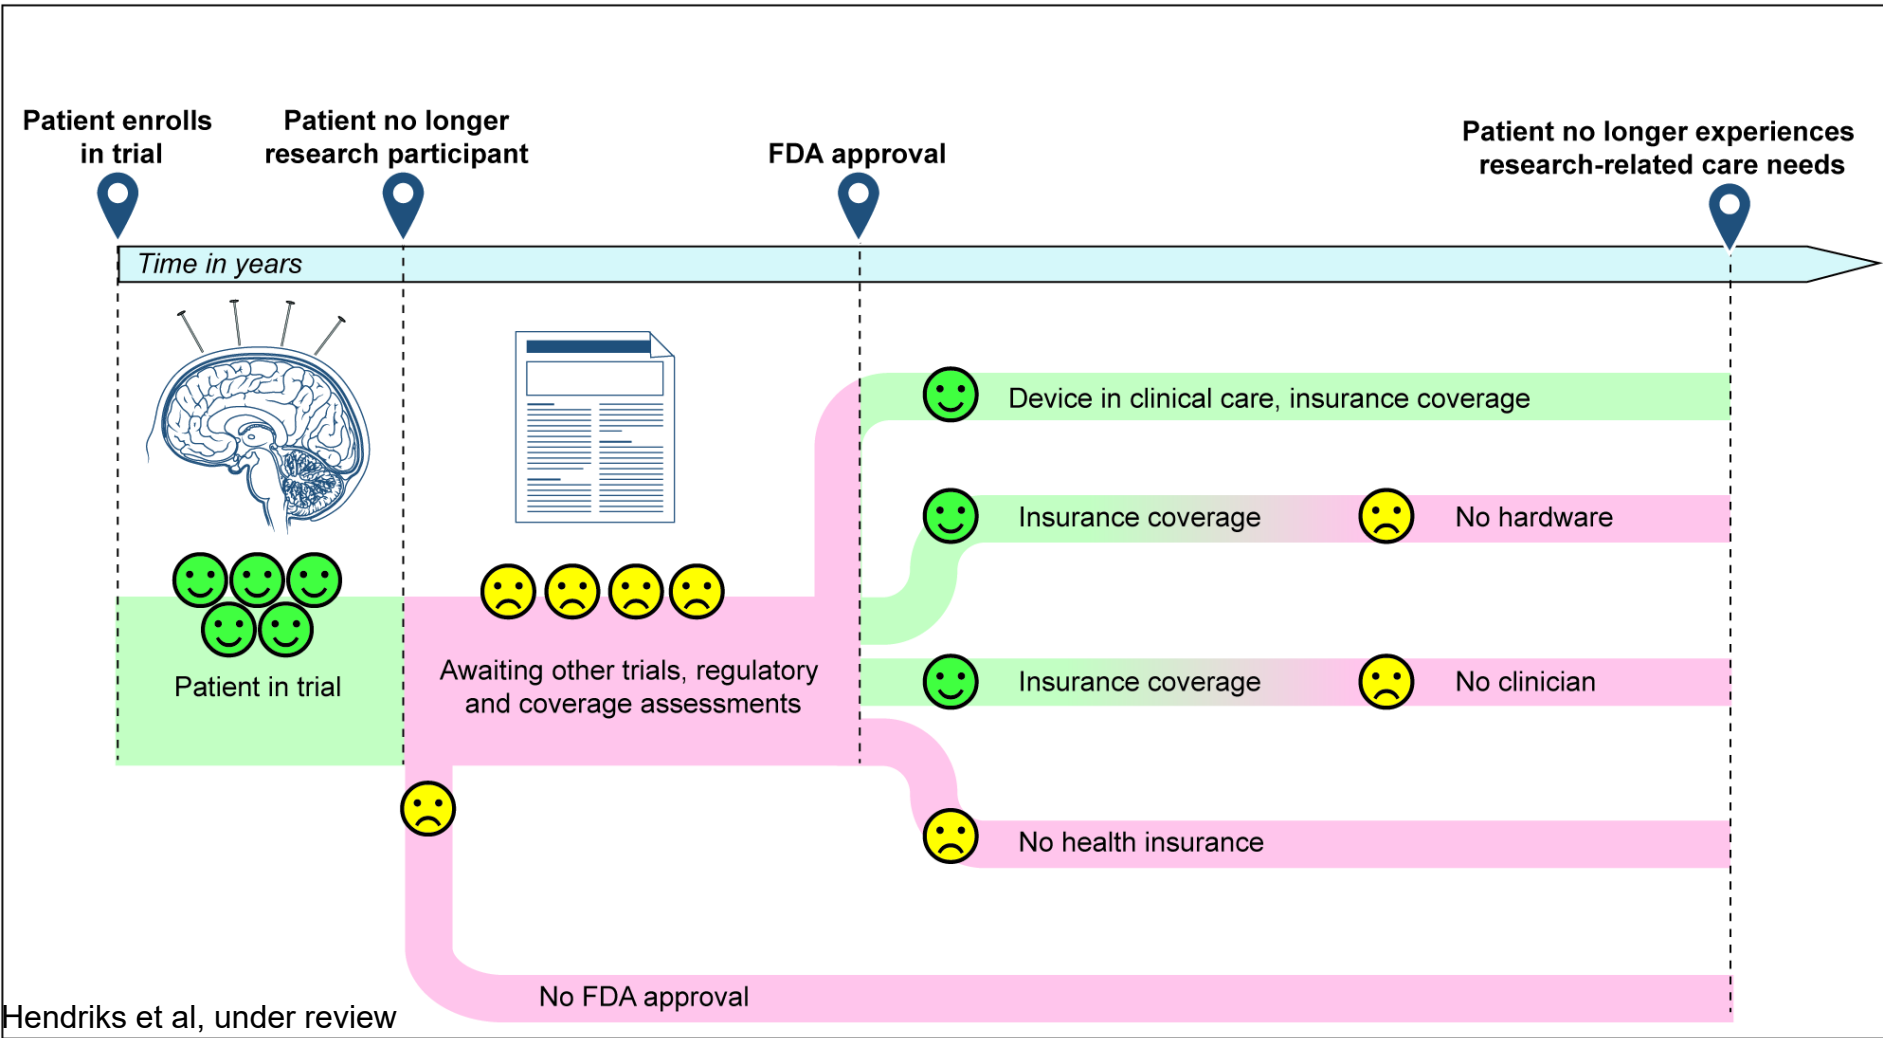 Patient enrolls
in trial
Patient no longer
research participant
FDA approval
Patient no longer experiences
research-related care needs
Time in years
Device in clinical care, insurance coverage
Insurance coverage
No hardware
Patient in trial
Awaiting other trials, regulatory
and coverage assessments
Insurance coverage
No clinician
No health insurance
No FDA approval
Hendriks et al, under review